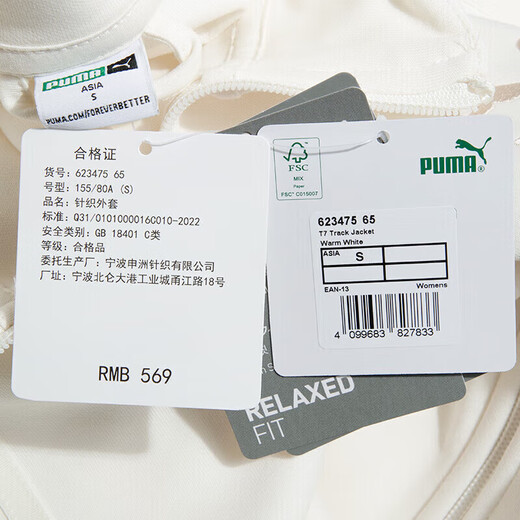 PUMA
ASIA
S
PUMA.COM/FOREVERBETTER
合格证
货号: 623475 65
号型: 155/80A (S)
品名: 针织外套
标准: Q31/0101000016C010-2022
安全类别: GB 18401 C类
等级: 合格品
委托生产厂: 宁波申洲针织有限公司
厂址: 宁波北仑大港工业城甬江路18号
RMB 569
FSC
MIX
Paper
FSC® C015007
PUMA
623475 65
T7 Track Jacket
Warm White
ASIA S
EAN-13 Womens
4 099683 827833
RELAXED
FIT